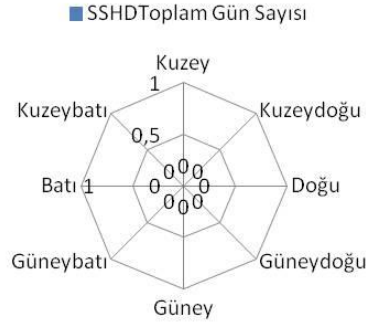 SSHDToplam Gün Sayısı
Kuzey
1
Kuzeybatı
Kuzeydoğu
0,5
0 0 0
Batı 1 0 0 Doğu
0 0 0
Güneybatı
Güneydoğu
Güney